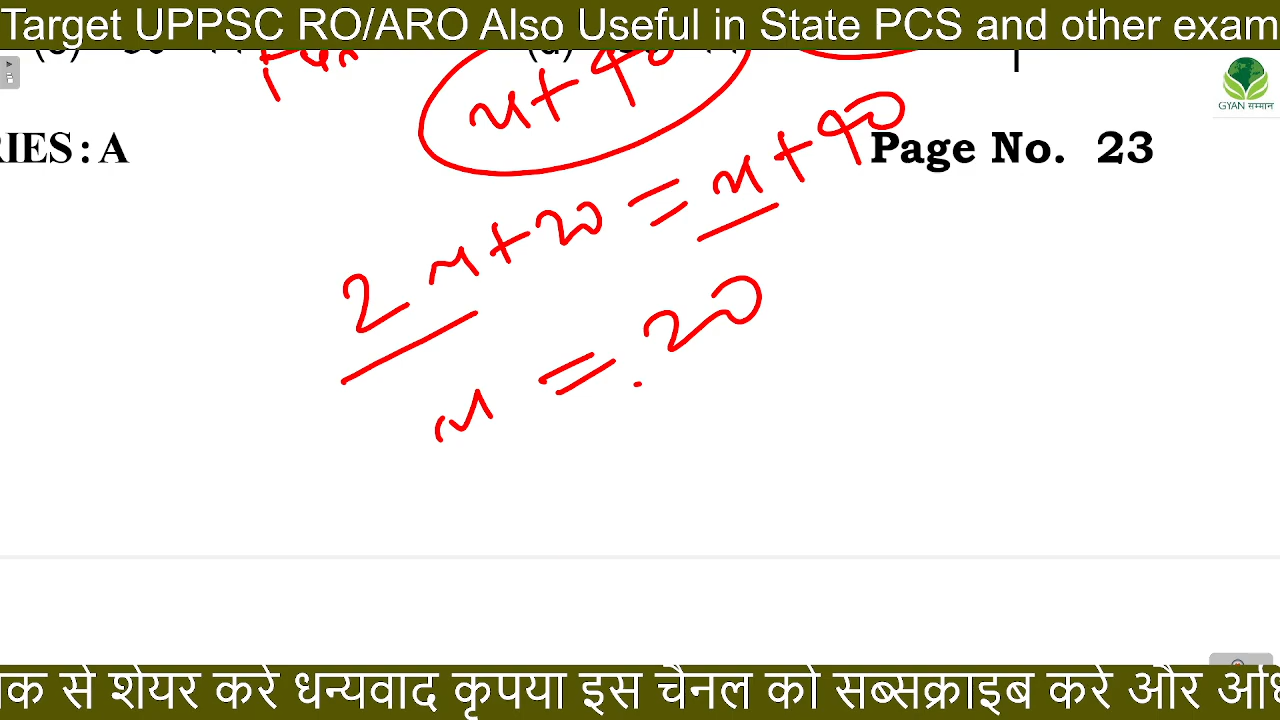 Target UPPSC RO/ARO Also Useful in State PCS and other exam
x+40
GYAN सम्मान
RIES : A
Page No. 23
2x+20=x+40
x=20
क से शेयर करे धन्यवाद कृपया इस चैनल को सब्सक्राइब करे और